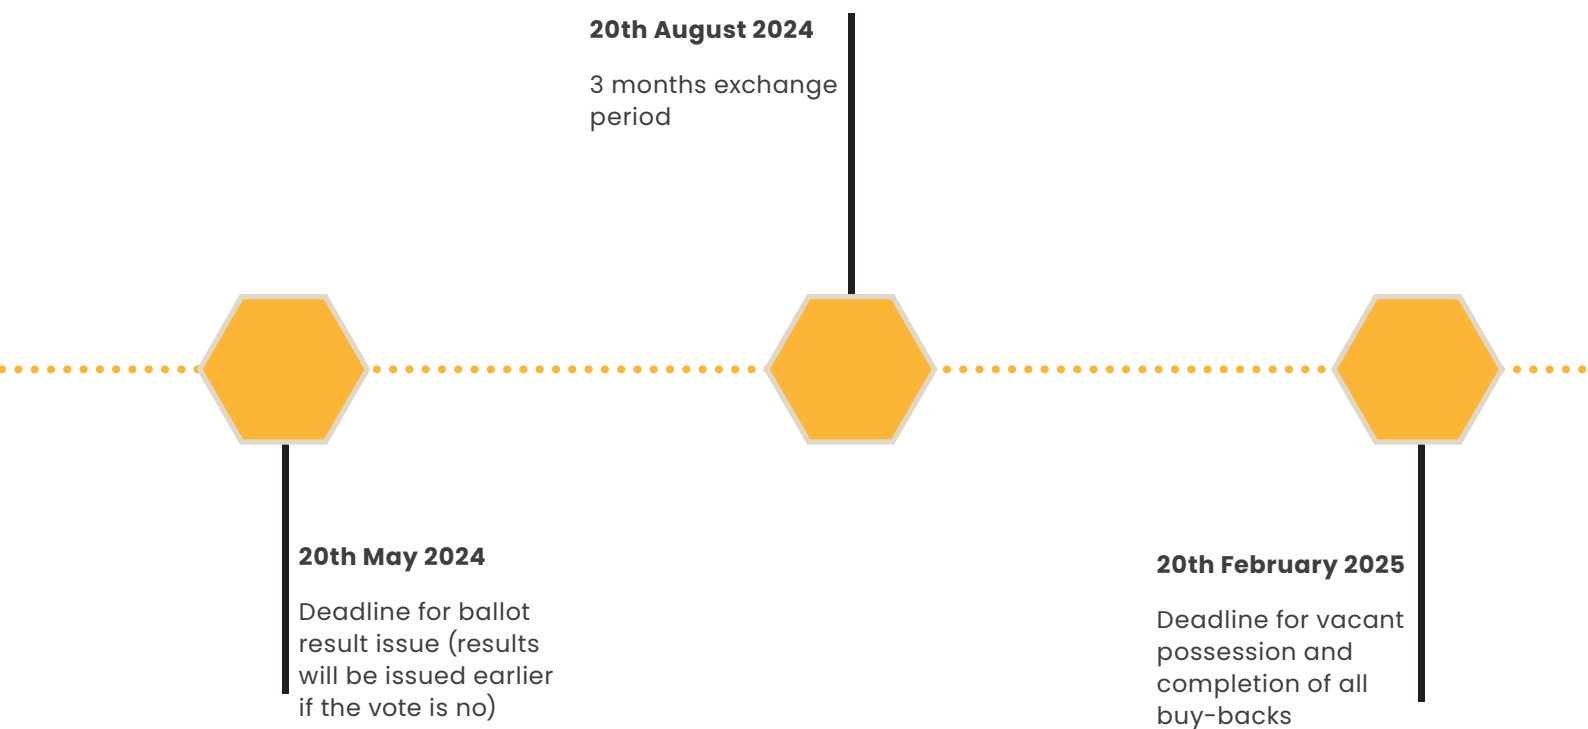 20th August 2024
3 months exchange
period
20th May 2024
Deadline for ballot
result issue (results
will be issued earlier
if the vote is no)
20th February 2025
Deadline for vacant
possession and
completion of all
buy-backs